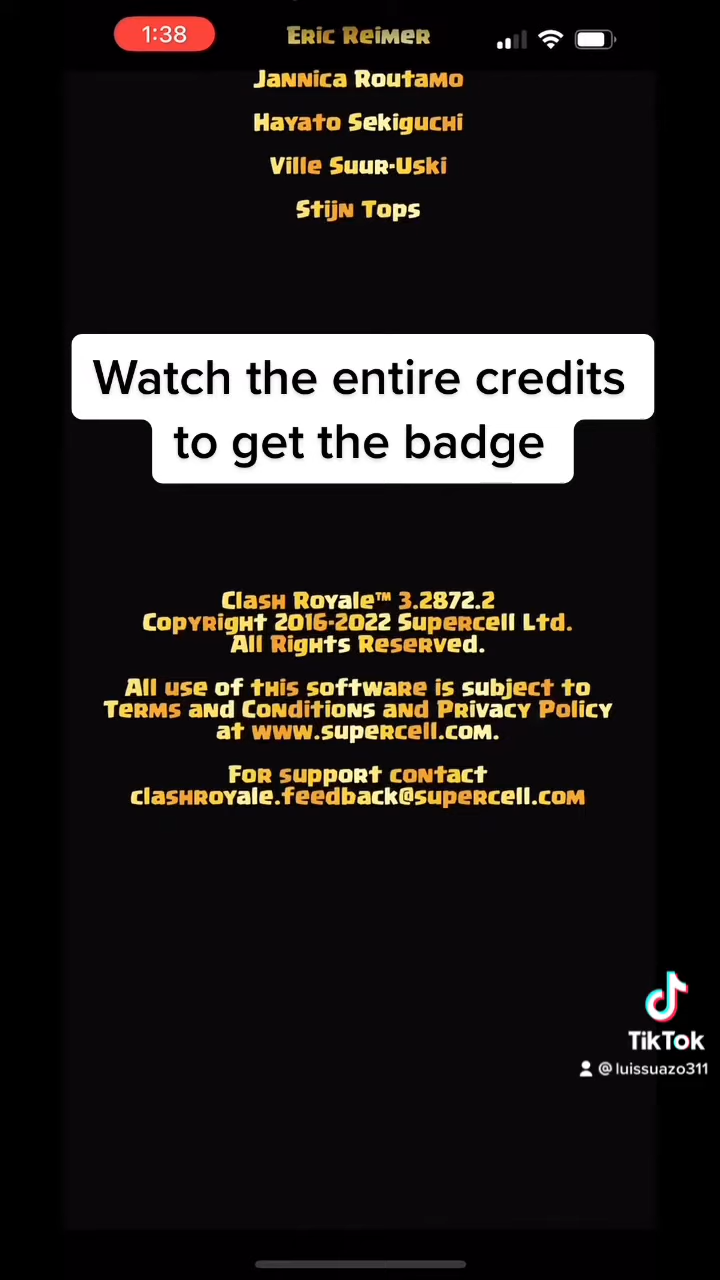 1:38
Eric Reimer
Jannica Routamo
Hayato Sekiguchi
Ville Suur-Uski
Stijn Tops
Watch the entire credits
to get the badge
Clash Royale™ 3.2872.2
Copyright 2016-2022 Supercell Ltd.
All Rights Reserved.
All use of this software is subject to
Terms and Conditions and Privacy Policy
at www.supercell.com.
For support contact
clashroyale.feedback@supercell.com
TikTok
@luissuazo311